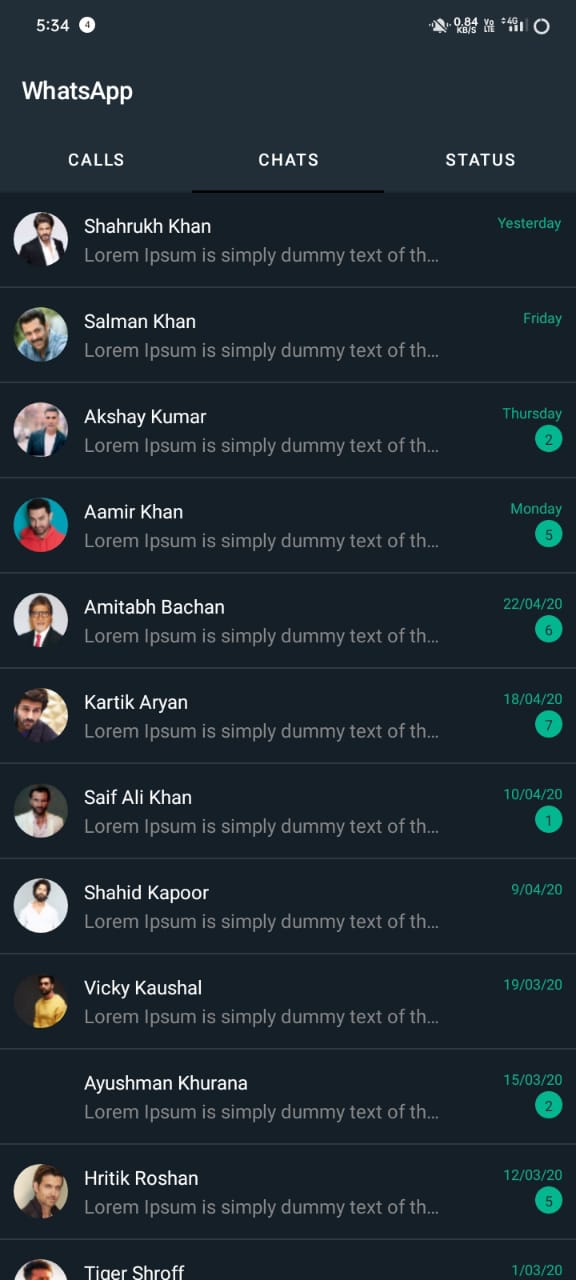 5:34 4 0.84 KB/S Vo LTE 4G
WhatsApp
CALLS CHATS STATUS
Shahrukh Khan Yesterday
Lorem Ipsum is simply dummy text of th...
Salman Khan Friday
Lorem Ipsum is simply dummy text of th...
Akshay Kumar Thursday
Lorem Ipsum is simply dummy text of th... 2
Aamir Khan Monday
Lorem Ipsum is simply dummy text of th... 5
Amitabh Bachan 22/04/20
Lorem Ipsum is simply dummy text of th... 6
Kartik Aryan 18/04/20
Lorem Ipsum is simply dummy text of th... 7
Saif Ali Khan 10/04/20
Lorem Ipsum is simply dummy text of th... 1
Shahid Kapoor 9/04/20
Lorem Ipsum is simply dummy text of th...
Vicky Kaushal 19/03/20
Lorem Ipsum is simply dummy text of th...
Ayushman Khurana 15/03/20
Lorem Ipsum is simply dummy text of th... 2
Hritik Roshan 12/03/20
Lorem Ipsum is simply dummy text of th... 5
Tiger Shroff 1/03/20